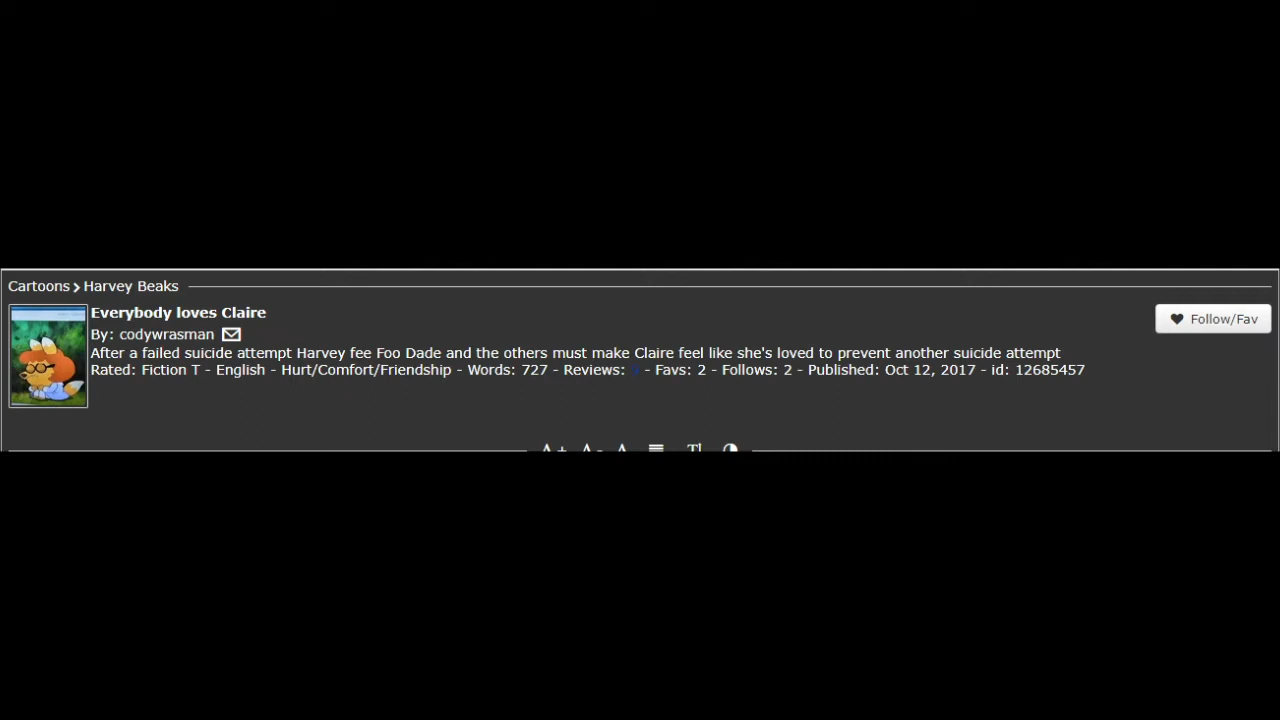 Cartoons > Harvey Beaks
Everybody loves Claire
By: codywrasman
Follow/Fav
After a failed suicide attempt Harvey fee Foo Dade and the others must make Claire feel like she's loved to prevent another suicide attempt
Rated: Fiction T - English - Hurt/Comfort/Friendship - Words: 727 - Reviews: - Favs: 2 - Follows: 2 - Published: Oct 12, 2017 - id: 12685457